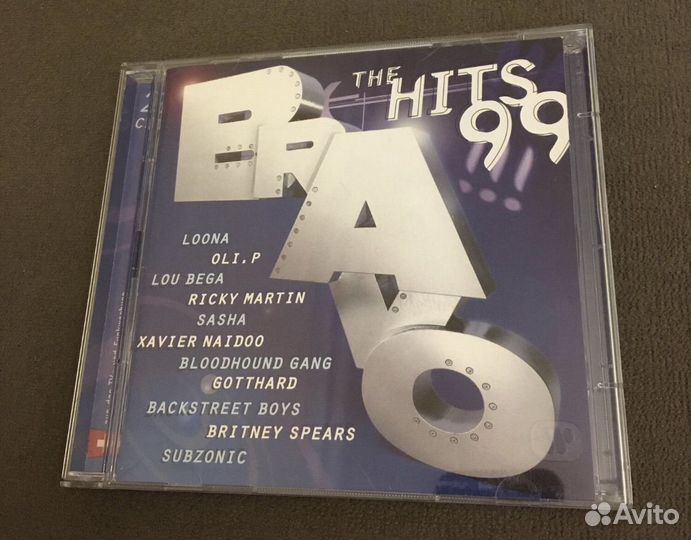 THE
HITS
99
!!!
BRAVO
LOONA
OLI.P
LOU BEGA
RICKY MARTIN
SASHA
XAVIER NAIDOO
BLOODHOUND GANG
GOTTHARD
BACKSTREET BOYS
BRITNEY SPEARS
SUBZONIC
Avito